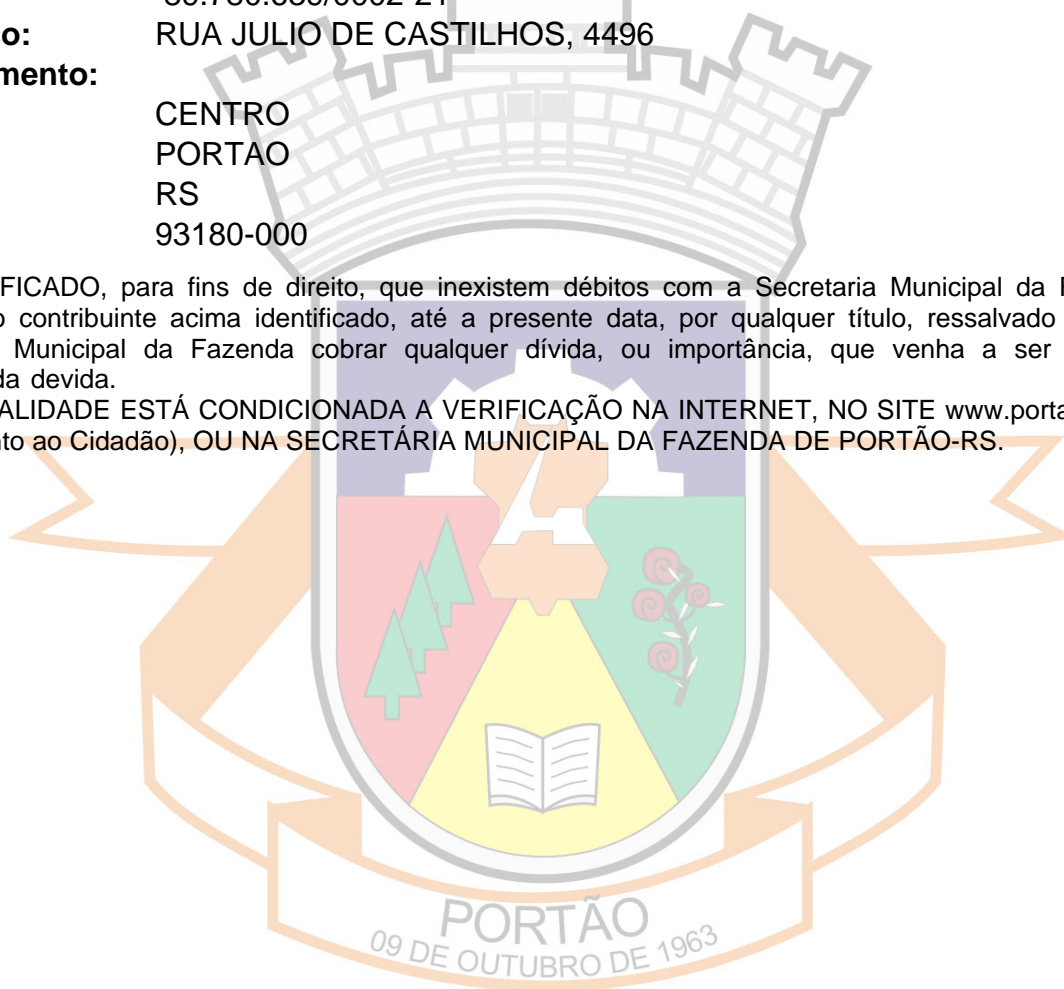 o: RUA JULIO DE CASTILHOS, 4496
mento:
CENTRO
PORTAO
RS
93180-000
FICADO, para fins de direito, que inexistem débitos com a Secretaria Municipal da
o contribuinte acima identificado, até a presente data, por qualquer título, ressalvado
Municipal da Fazenda cobrar qualquer dívida, ou importância, que venha a ser
da devida.
ALIDADE ESTÁ CONDICIONADA A VERIFICAÇÃO NA INTERNET, NO SITE www.porta
nto ao Cidadão), OU NA SECRETÁRIA MUNICIPAL DA FAZENDA DE PORTÃO-RS.
PORTÃO
09 DE OUTUBRO DE 1963